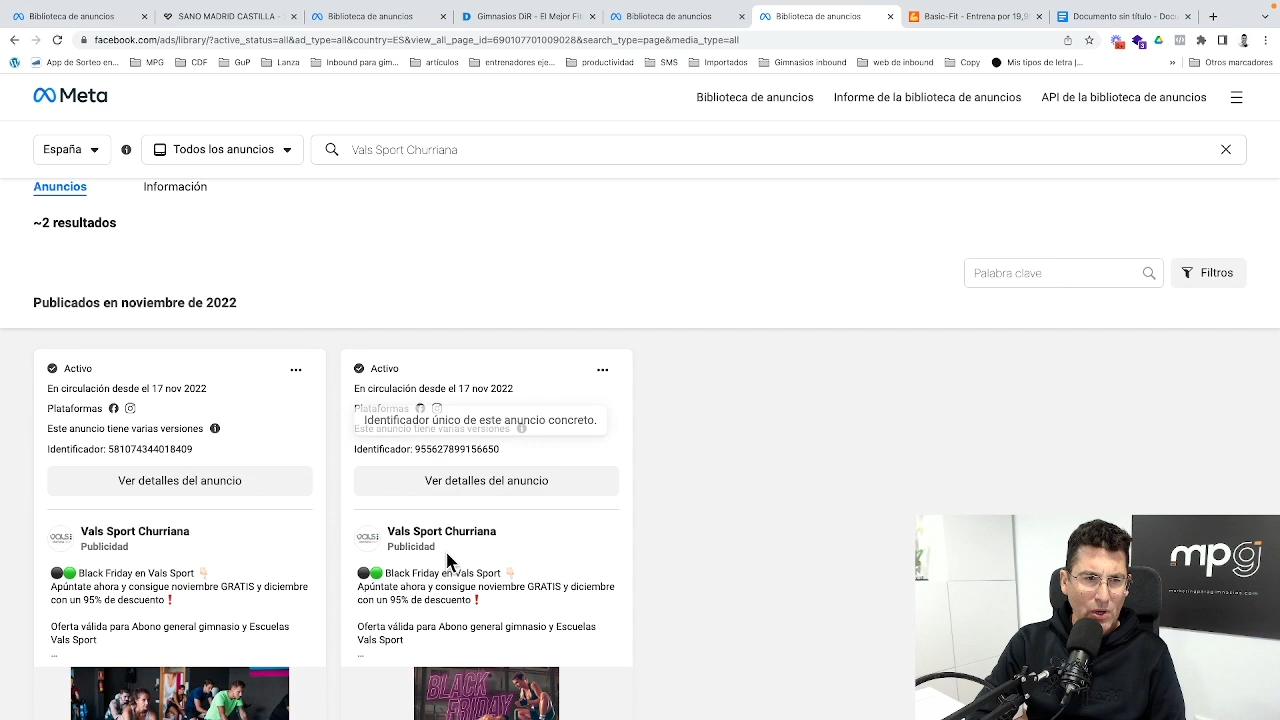 Biblioteca de anuncios
SANO MADRID CASTILLA -
Biblioteca de anuncios
Gimnasios DiR - El Mejor Fit
Biblioteca de anuncios
Biblioteca de anuncios
Basic-Fit - Entrena por 19,9
Documento sin título - Docu
facebook.com/ads/library/?active_status=all&ad_type=all&country=ES&view_all_page_id=690107701009028&search_type=page&media_type=all
App de Sorteo en...
MPG
CDF
GuP
Lanza
Inbound para gim...
artículos
entrenadores eje...
productividad
SMS
Importados
Gimnasios inbound
web de inbound
Copy
Mis tipos de letra |...
»
Otros marcadores
Meta
Biblioteca de anuncios
Informe de la biblioteca de anuncios
API de la biblioteca de anuncios
España
Todos los anuncios
Vals Sport Churriana
Anuncios
Información
~2 resultados
Palabra clave
Filtros
Publicados en noviembre de 2022
Activo
En circulación desde el 17 nov 2022
Plataformas
Este anuncio tiene varias versiones
Identificador: 581074344018409
Ver detalles del anuncio
Vals Sport Churriana
Publicidad
⚫🟢 Black Friday en Vals Sport 👇🏻
Apúntate ahora y consigue noviembre GRATIS y diciembre
con un 95% de descuento❗
Oferta válida para Abono general gimnasio y Escuelas
Vals Sport
...
Activo
En circulación desde el 17 nov 2022
Plataformas
Identificador único de este anuncio concreto.
Este anuncio tiene varias versiones
Identificador: 955627899156650
Ver detalles del anuncio
Vals Sport Churriana
Publicidad
⚫🟢 Black Friday en Vals Sport 👇🏻
Apúntate ahora y consigue noviembre GRATIS y diciembre
con un 95% de descuento❗
Oferta válida para Abono general gimnasio y Escuelas
Vals Sport
...
BLACK
FRIDAY
mpg
marketingparagimnasios.com